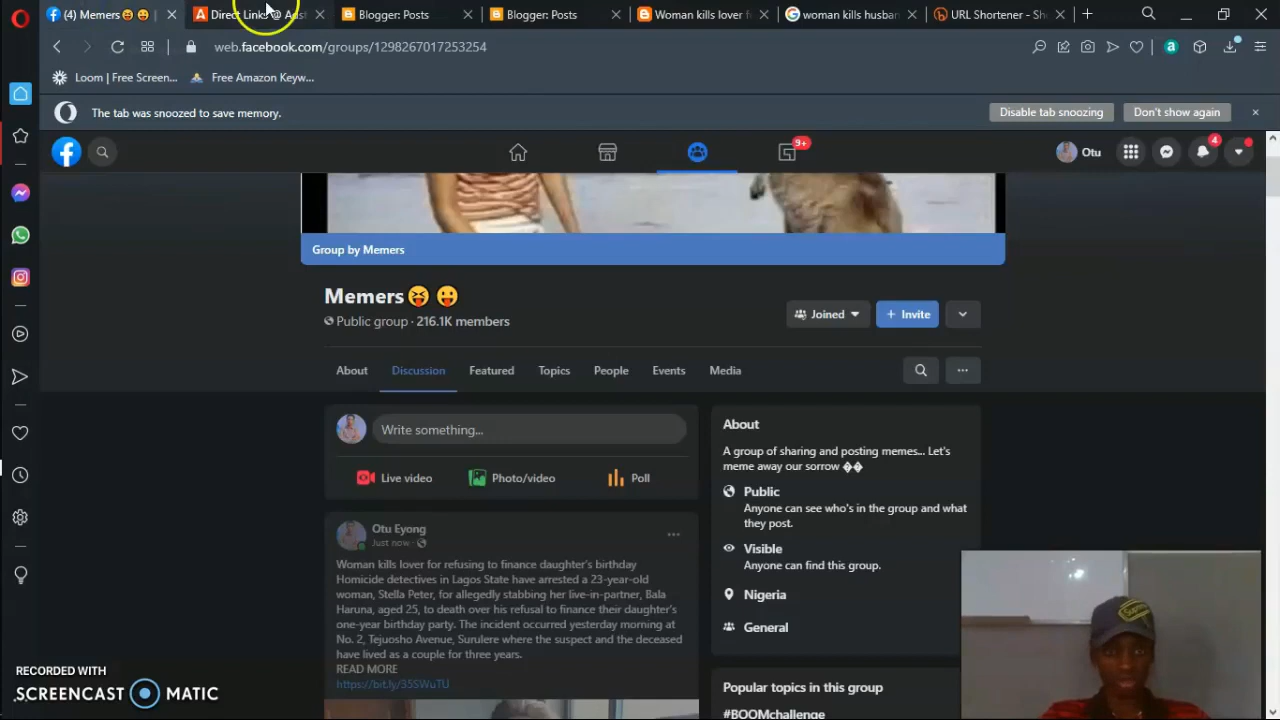 (4) Memers
Direct Links @ Adst
Blogger: Posts
Blogger: Posts
Woman kills lover f
woman kills husban
URL Shortener - Sh
web.facebook.com/groups/1298267017253254
Loom | Free Screen...
Free Amazon Keyw...
The tab was snoozed to save memory.
Disable tab snoozing
Don't show again
9+
Otu
4
Group by Memers
Memers😝😛
Public group · 216.1K members
Joined
+ Invite
About
Discussion
Featured
Topics
People
Events
Media
Write something...
Live video
Photo/video
Poll
Otu Eyong
Just now ·
Woman kills lover for refusing to finance daughter's birthday
Homicide detectives in Lagos State have arrested a 23-year-old
woman, Stella Peter, for allegedly stabbing her live-in-partner, Bala
Haruna, aged 25, to death over his refusal to finance their daughter's
one-year birthday party. The incident occurred yesterday morning at
No. 2, Tejuosho Avenue, Surulere where the suspect and the deceased
have lived as a couple for three years.
READ MORE
https://bit.ly/35SWuTU
About
A group of sharing and posting memes... Let's
meme away our sorrow ��
Public
Anyone can see who's in the group and what
they post.
Visible
Anyone can find this group.
Nigeria
General
Popular topics in this group
#BOOMchallenge
RECORDED WITH
SCREENCAST MATIC